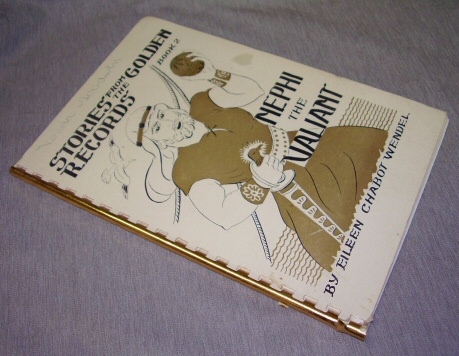 STORIES FROM
THE GOLDEN
RECORDS
BOOK 2
NEPHI
THE
VALIANT
BY EILEEN CHABOT WENDEL